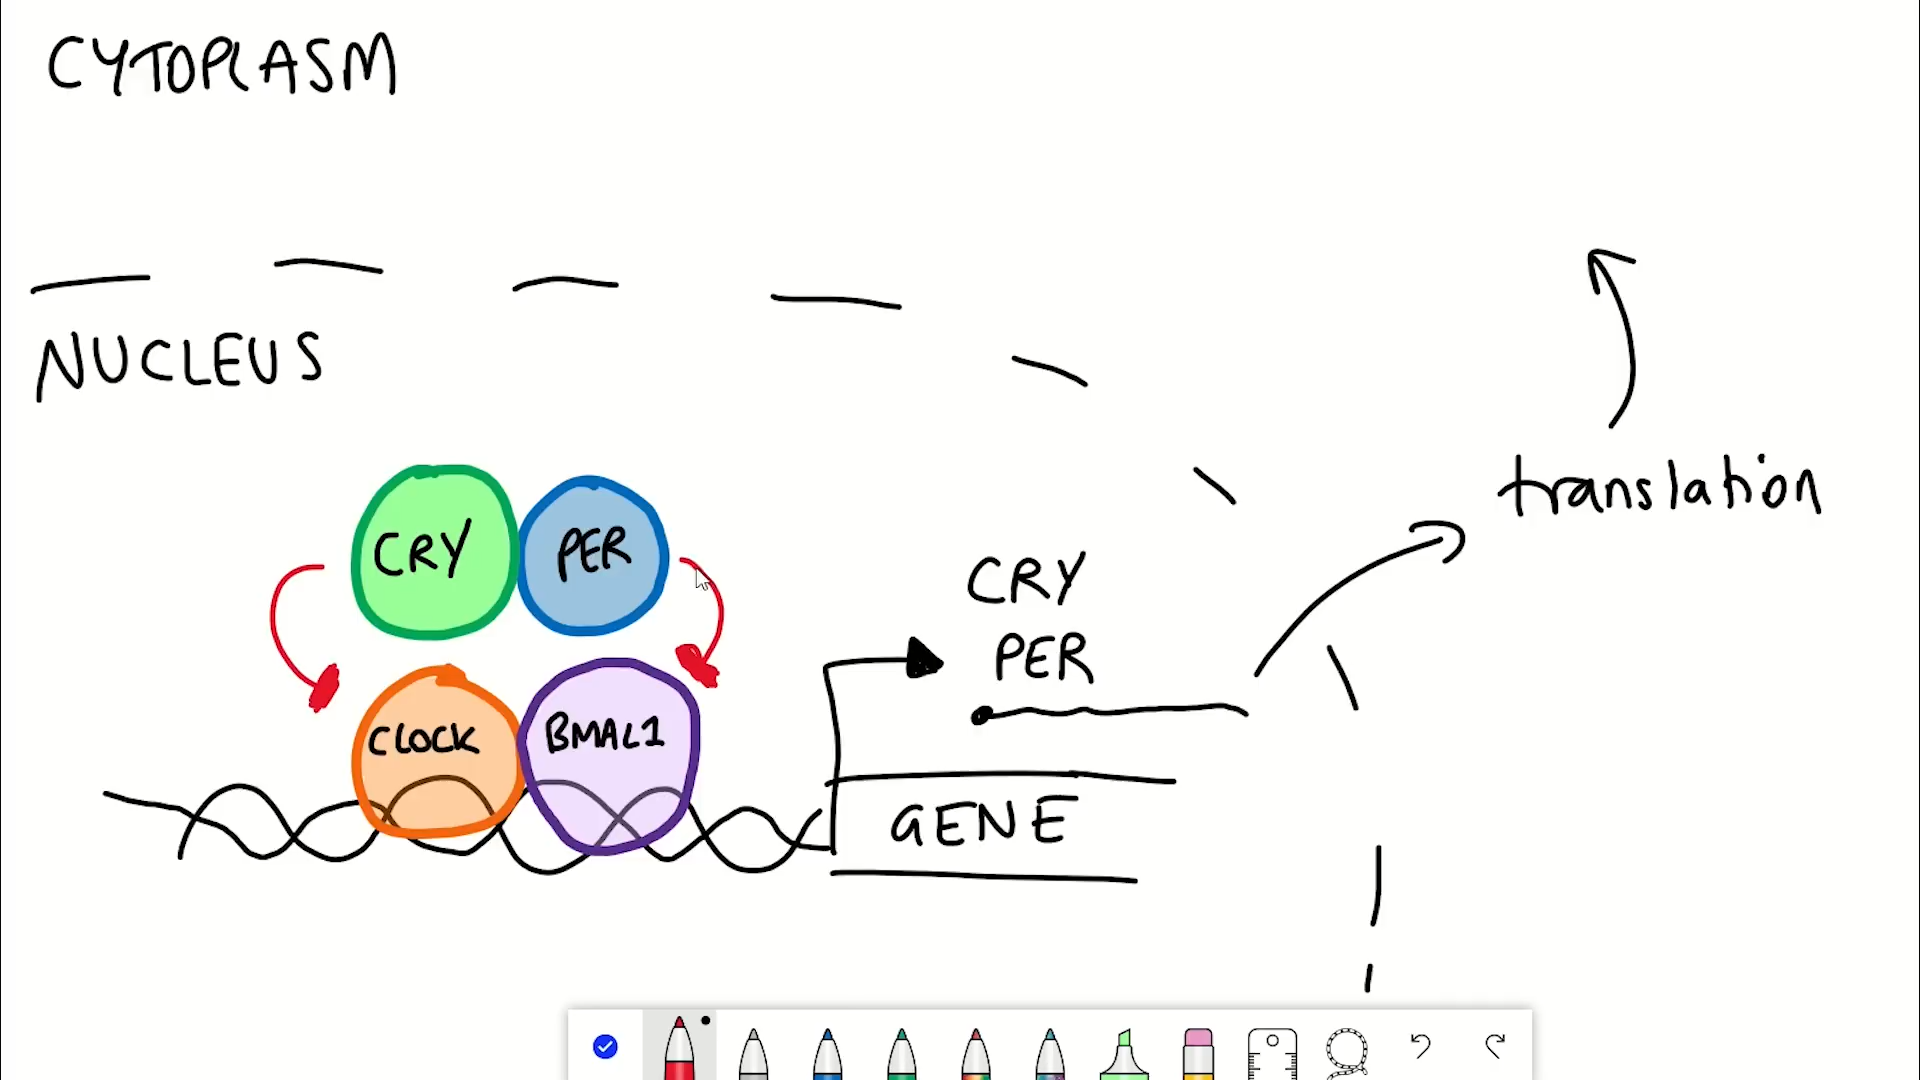 CYTOPLASM
NUCLEUS
CRY
PER
CLOCK
BMAL1
CRY
PER
GENE
translation